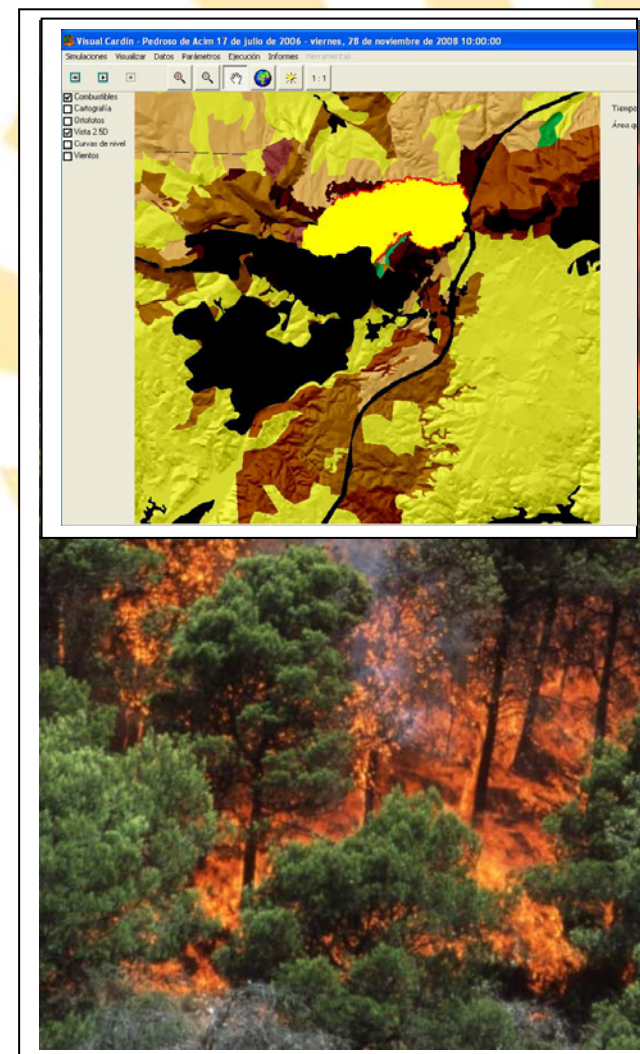 Visual Cardin - Pedroso de Acim 17 de julio de 2006 - viernes, 28 de noviembre de 2008 10:00:00
Simulaciones Visualizar Datos Parámetros Ejecución Informes Herramientas
1:1
Combustibles
Cartografía
Ortofotos
Vista 2.5D
Curvas de nivel
Vientos
Tiempo
Área q